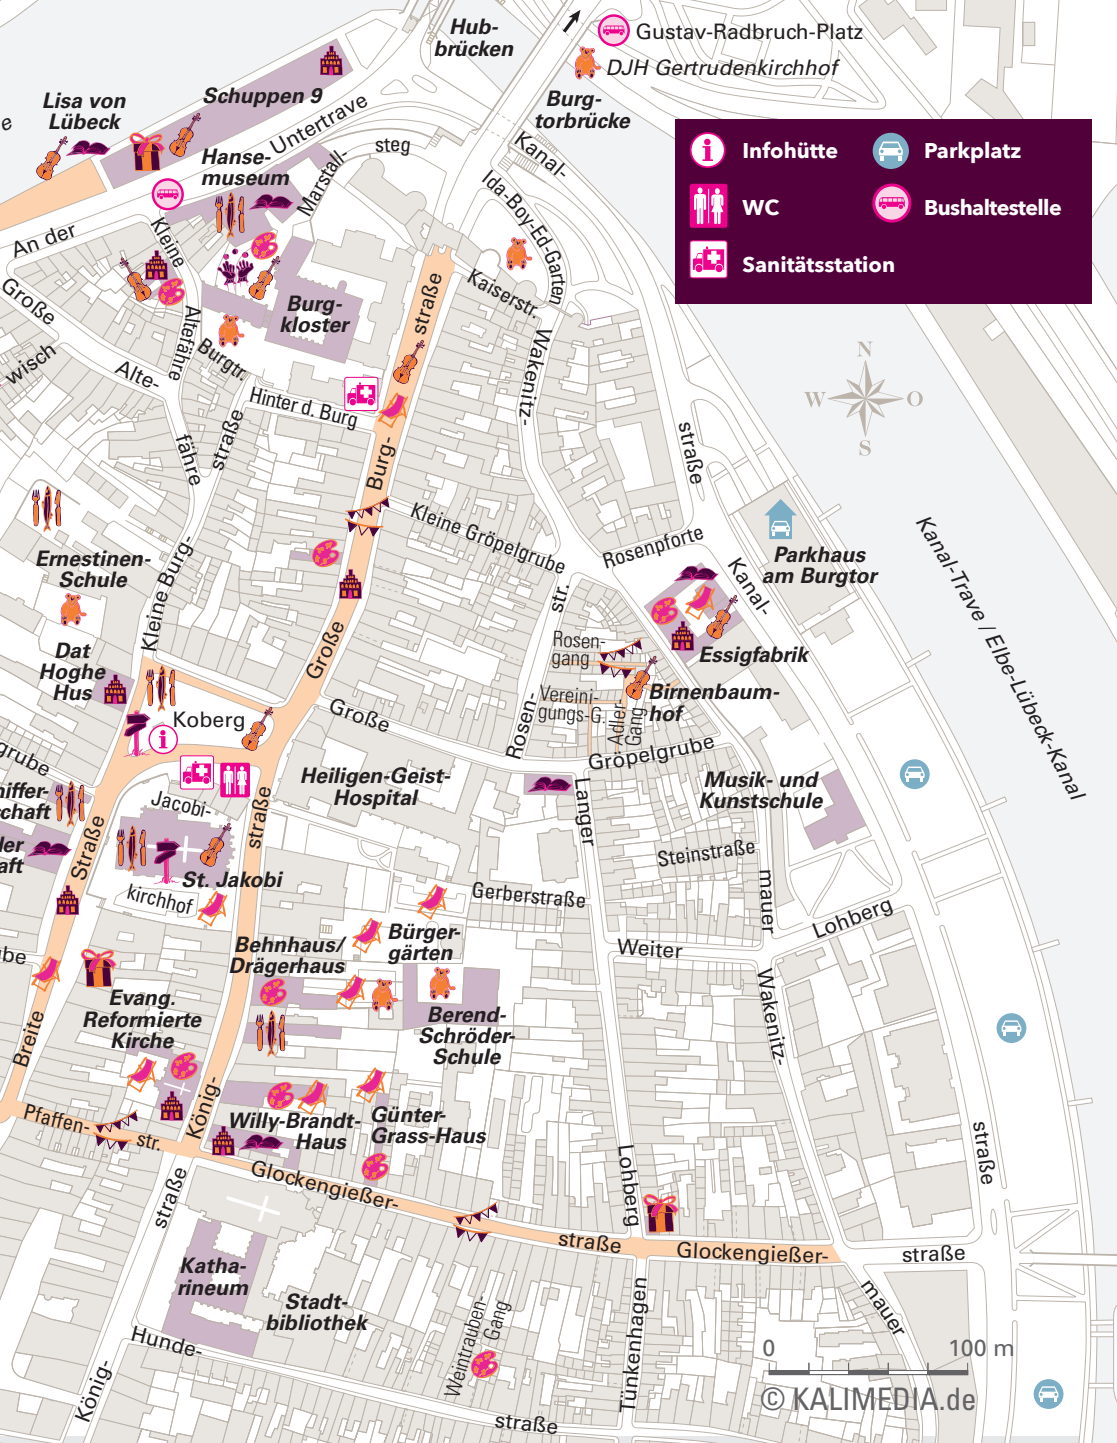 Hub-
brücken
Gustav-Radbruch-Platz
DJH Gertrudenkirchhof
Lisa von
Lübeck
Schuppen 9
Burg-
torbrücke
Untertrave
steg
Kanal-
Infohütte
Parkplatz
Hanse-
museum
Marstall-
Ida-Boy-Ed-Garten
WC
Bushaltestelle
An der
Kleine
Sanitätsstation
Große
wisch
Burg-
kloster
straße
Kaiserstr.
Altefähre
Burgtr.
Wakenitz-
Alte-
fähre
Hinter d. Burg
straße
N
W
O
S
Burg-
straße
Kleine Gröpelgrube
Rosenpforte
Kanal-Trave / Elbe-Lübeck-Kanal
Parkhaus
am Burgtor
Ernestinen-
Schule
Kleine Burg-
str.
Kanal-
Große
Rosen-
gang
Essigfabrik
Dat
Hoghe
Hus
Vereini-
gungs-G.
Adler-
Gang
Birnenbaum-
hof
Koberg
Große
Rosen-
Gröpelgrube
grube
Heiligen-Geist-
Hospital
Musik- und
Kunstschule
hiffer-
schaft
Jacobi-
straße
Langer
Straße
ler
aft
Steinstraße
St. Jakobi
kirchhof
Gerberstraße
mauer
Lohberg
Bürger-
gärten
Behnhaus/
Drägerhaus
Weiter
ube
Evang.
Reformierte
Kirche
Berend-
Schröder-
Schule
Wakenitz-
Breite
König-
Pfaffen-
str.
Willy-Brandt-
Haus
Günter-
Grass-Haus
straße
Lohberg
Glockengießer-
straße
straße
Glockengießer-
straße
Katha-
rineum
Stadt-
bibliothek
mauer
Weintrauben-
Gang
Tünkenhagen
Hunde-
0
100 m
König-
© KALIMEDIA.de
straße
e